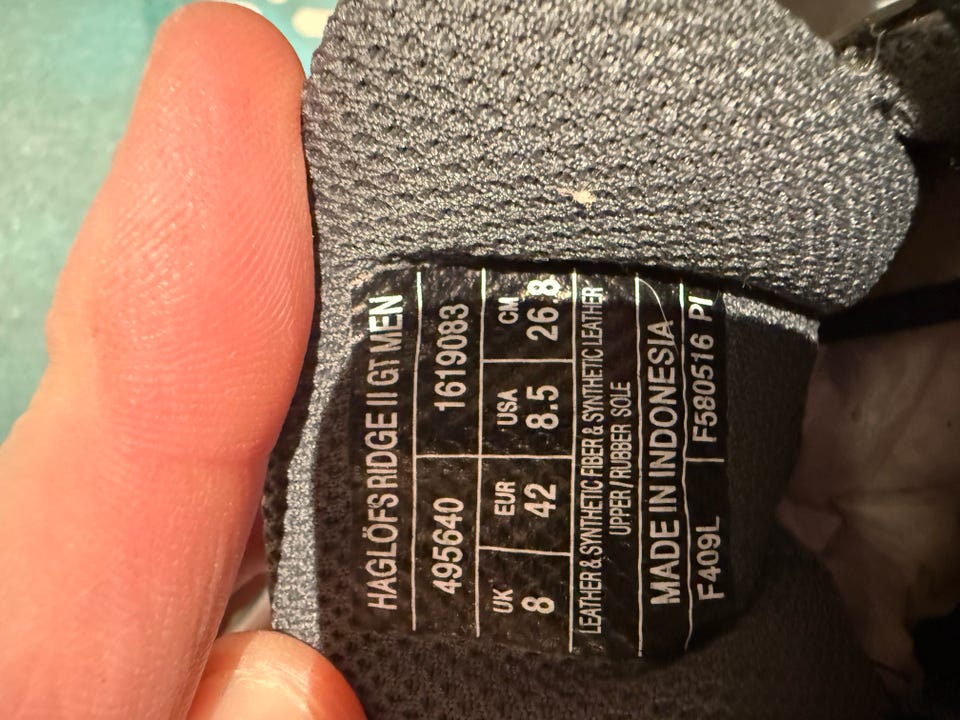 HAGLÖFS RIDGE II GT MEN
495640 1619083
UK EUR USA CM
8 42 8.5 26.8
LEATHER & SYNTHETIC FIBER & SYNTHETIC LEATHER
UPPER / RUBBER SOLE
MADE IN INDONESIA
F409L F580516 PI